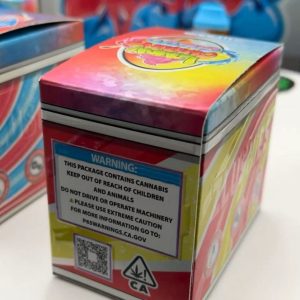 WARNING:
THIS PACKAGE CONTAINS CANNABIS
KEEP OUT OF REACH OF CHILDREN
AND ANIMALS
DO NOT DRIVE OR OPERATE MACHINERY
PLEASE USE EXTREME CAUTION
FOR MORE INFORMATION GO TO:
P65WARNINGS.CA.GOV
CA